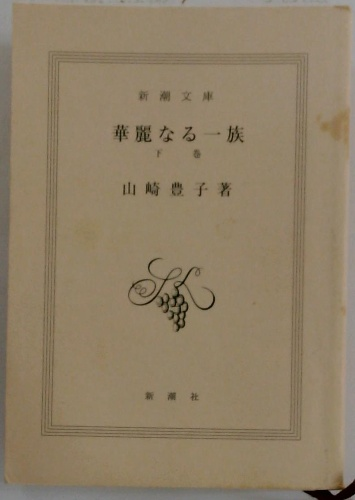 新潮文庫
華麗なる一族
下巻
山崎豊子著
新潮社